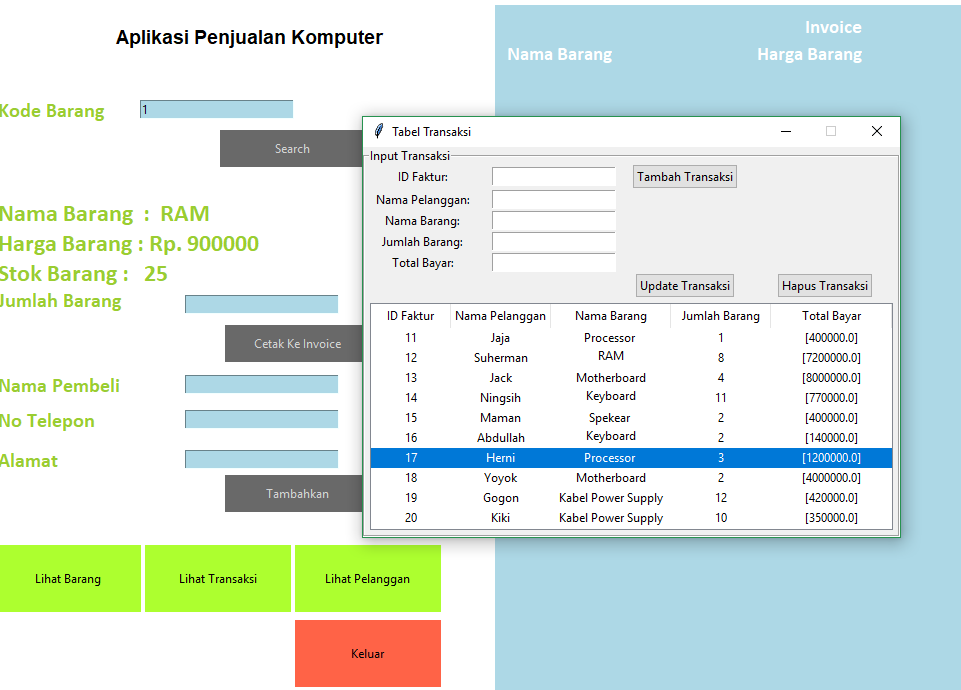 Aplikasi Penjualan Komputer
Invoice
Nama Barang Harga Barang
Kode Barang 1
Search
Nama Barang : RAM
Harga Barang : Rp. 900000
Stok Barang : 25
Jumlah Barang
Cetak Ke Invoice
Nama Pembeli
No Telepon
Alamat
Tambahkan
Lihat Barang Lihat Transaksi Lihat Pelanggan
Keluar
Tabel Transaksi
Input Transaksi
ID Faktur: Tambah Transaksi
Nama Pelanggan:
Nama Barang:
Jumlah Barang:
Total Bayar:
Update Transaksi Hapus Transaksi
ID Faktur Nama Pelanggan Nama Barang Jumlah Barang Total Bayar
11 Jaja Processor 1 [400000.0]
12 Suherman RAM 8 [7200000.0]
13 Jack Motherboard 4 [8000000.0]
14 Ningsih Keyboard 11 [770000.0]
15 Maman Spekear 2 [400000.0]
16 Abdullah Keyboard 2 [140000.0]
17 Herni Processor 3 [1200000.0]
18 Yoyok Motherboard 2 [4000000.0]
19 Gogon Kabel Power Supply 12 [420000.0]
20 Kiki Kabel Power Supply 10 [350000.0]